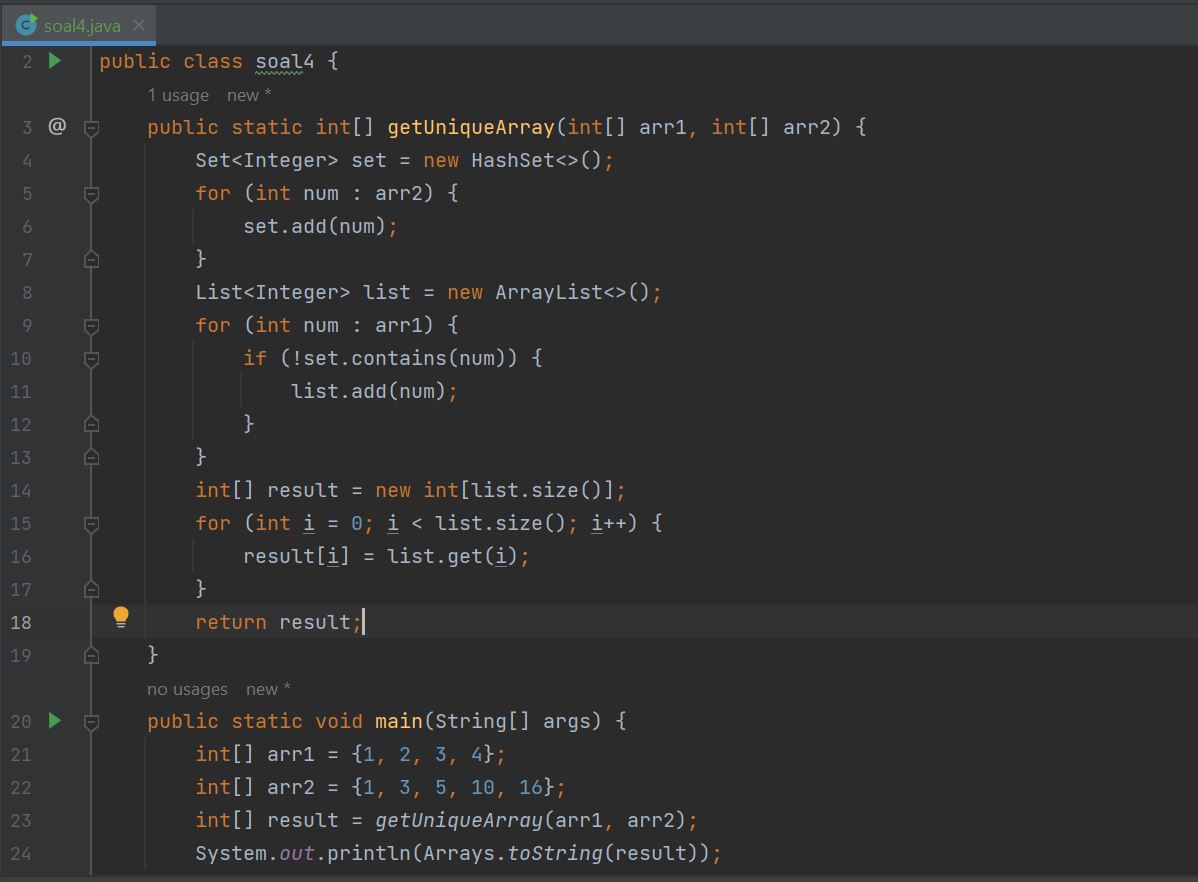 soal4.java
2 public class soal4 {
1 usage new *
3 @ public static int[] getUniqueArray(int[] arr1, int[] arr2) {
4 Set<Integer> set = new HashSet<>();
5 for (int num : arr2) {
6 set.add(num);
7 }
8 List<Integer> list = new ArrayList<>();
9 for (int num : arr1) {
10 if (!set.contains(num)) {
11 list.add(num);
12 }
13 }
14 int[] result = new int[list.size()];
15 for (int i = 0; i < list.size(); i++) {
16 result[i] = list.get(i);
17 }
18 return result;
19 }
no usages new *
20 public static void main(String[] args) {
21 int[] arr1 = {1, 2, 3, 4};
22 int[] arr2 = {1, 3, 5, 10, 16};
23 int[] result = getUniqueArray(arr1, arr2);
24 System.out.println(Arrays.toString(result));